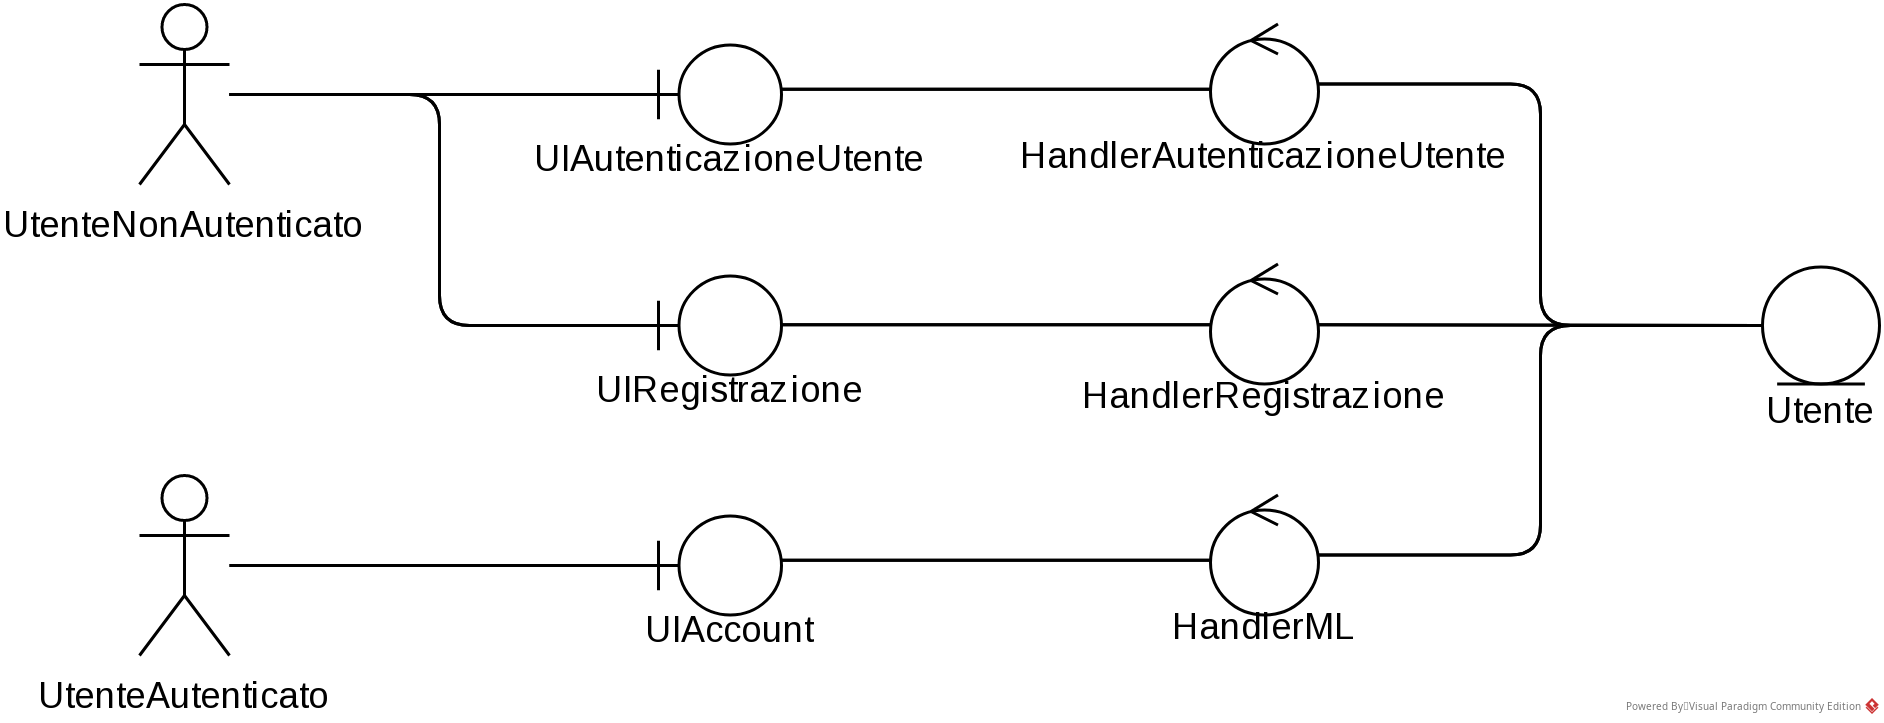 UtenteNonAutenticato
UIAutenticazioneUtente
HandlerAutenticazioneUtente
UIRegistrazione
HandlerRegistrazione
Utente
UtenteAutenticato
UIAccount
HandlerML
Powered By Visual Paradigm Community Edition